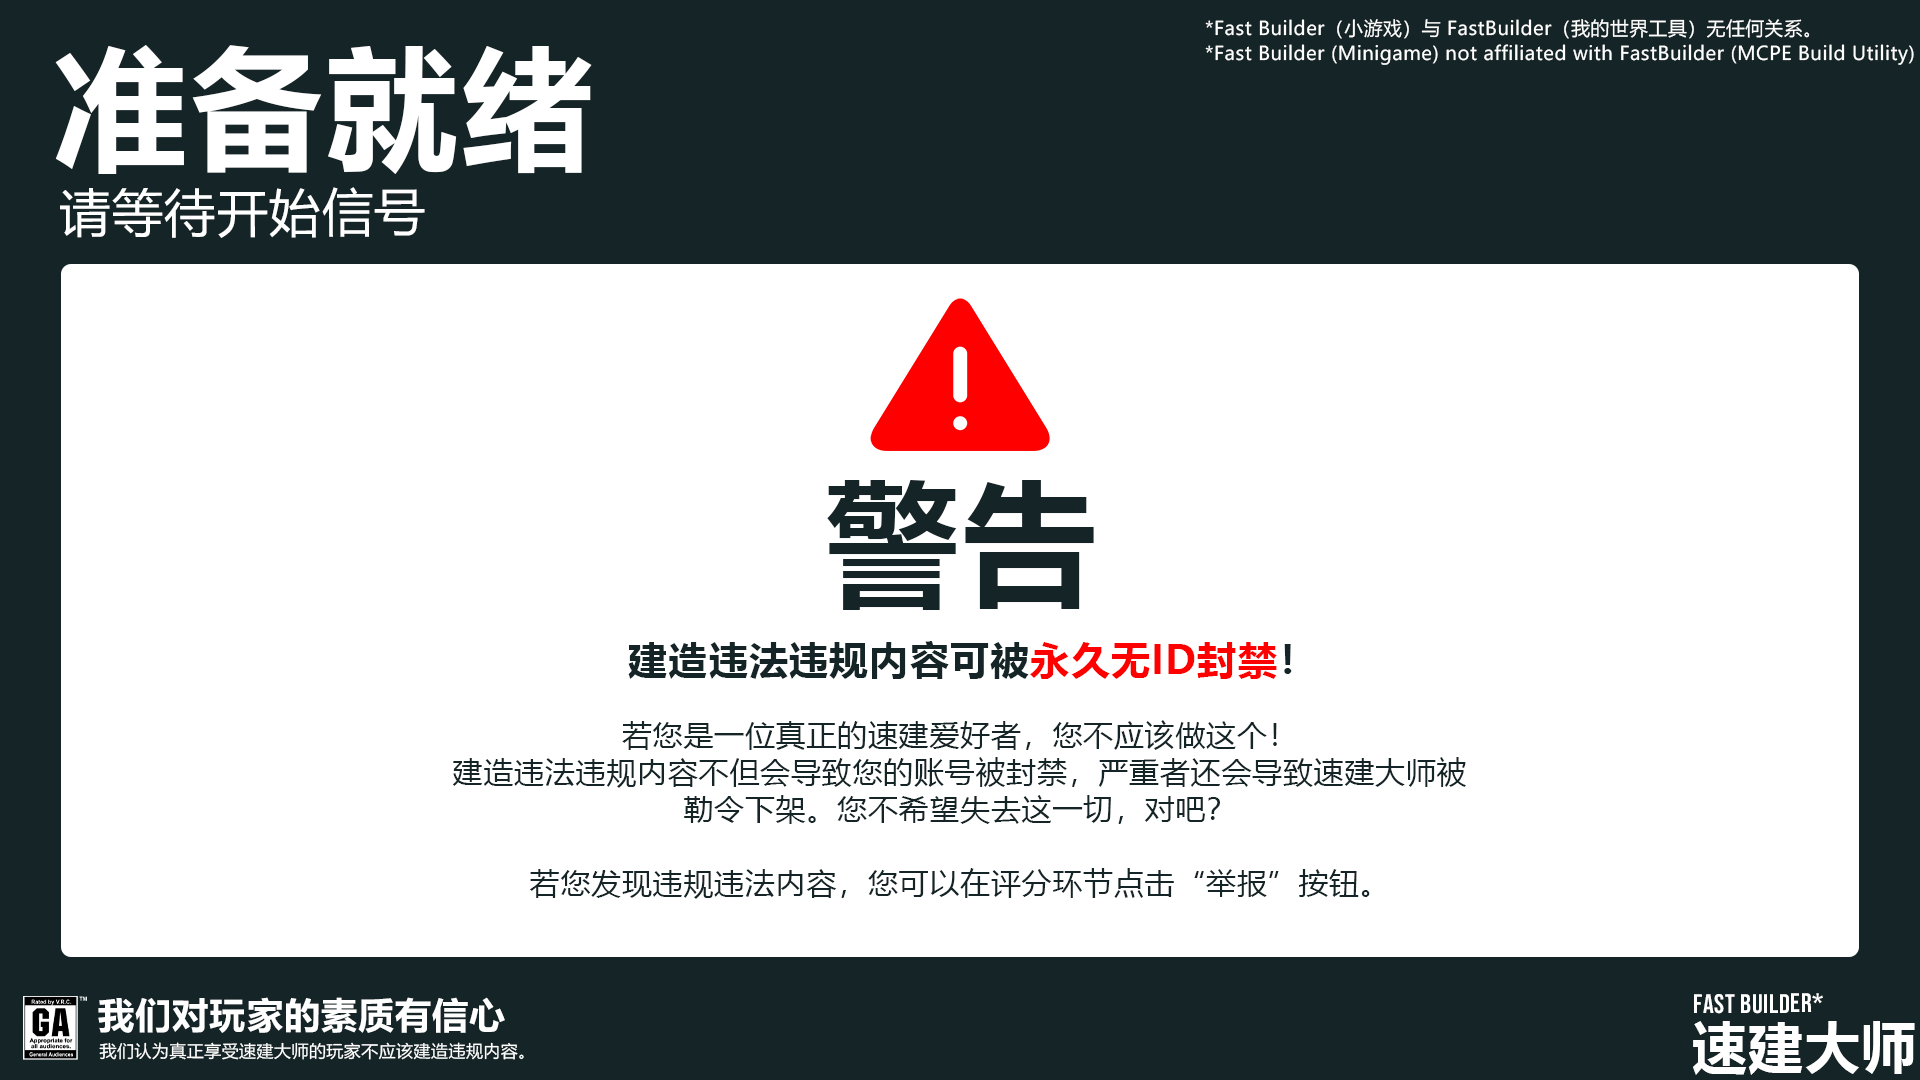 *Fast Builder（小游戏）与 FastBuilder（我的世界工具）无任何关系。
*Fast Builder (Minigame) not affiliated with FastBuilder (MCPE Build Utility)
准备就绪
请等待开始信号
警告
建造违法违规内容可被永久无ID封禁！
若您是一位真正的速建爱好者，您不应该做这个！
建造违法违规内容不但会导致您的账号被封禁，严重者还会导致速建大师被
勒令下架。您不希望失去这一切，对吧？
若您发现违规违法内容，您可以在评分环节点击“举报”按钮。
Rated by V.R.C.
TM
GA
Appropriate for
all audiences.
General Audiences
我们对玩家的素质有信心
我们认为真正享受速建大师的玩家不应该建造违规内容。
FAST BUILDER*
速建大师